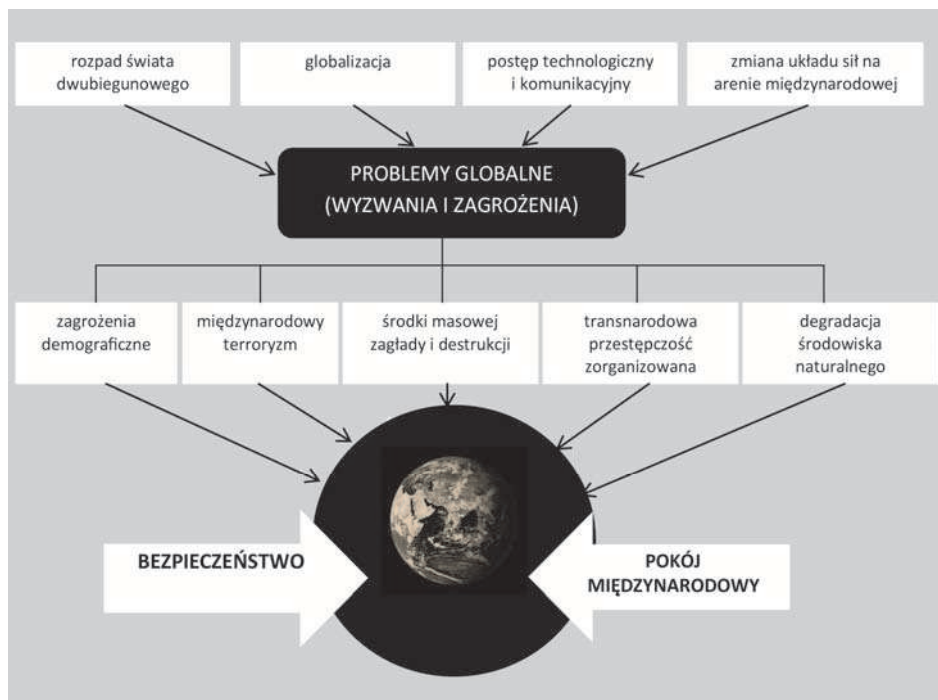 rozpad świata
dwubiegunowego
globalizacja
postęp technologiczny
i komunikacyjny
zmiana układu sił na
arenie międzynarodowej
PROBLEMY GLOBALNE
(WYZWANIA I ZAGROŻENIA)
zagrożenia
demograficzne
międzynarodowy
terroryzm
środki masowej
zagłady i destrukcji
transnarodowa
przestępczość
zorganizowana
degradacja
środowiska
naturalnego
BEZPIECZEŃSTWO
POKÓJ
MIĘDZYNARODOWY